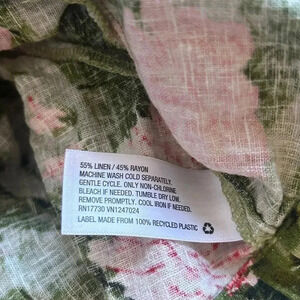 55% LINEN / 45% RAYON
MACHINE WASH COLD SEPARATELY.
GENTLE CYCLE. ONLY NON-CHLORINE
BLEACH IF NEEDED. TUMBLE DRY LOW.
REMOVE PROMPTLY. COOL IRON IF NEEDED.
RN17730 VN1247024
LABEL MADE FROM 100% RECYCLED PLASTIC